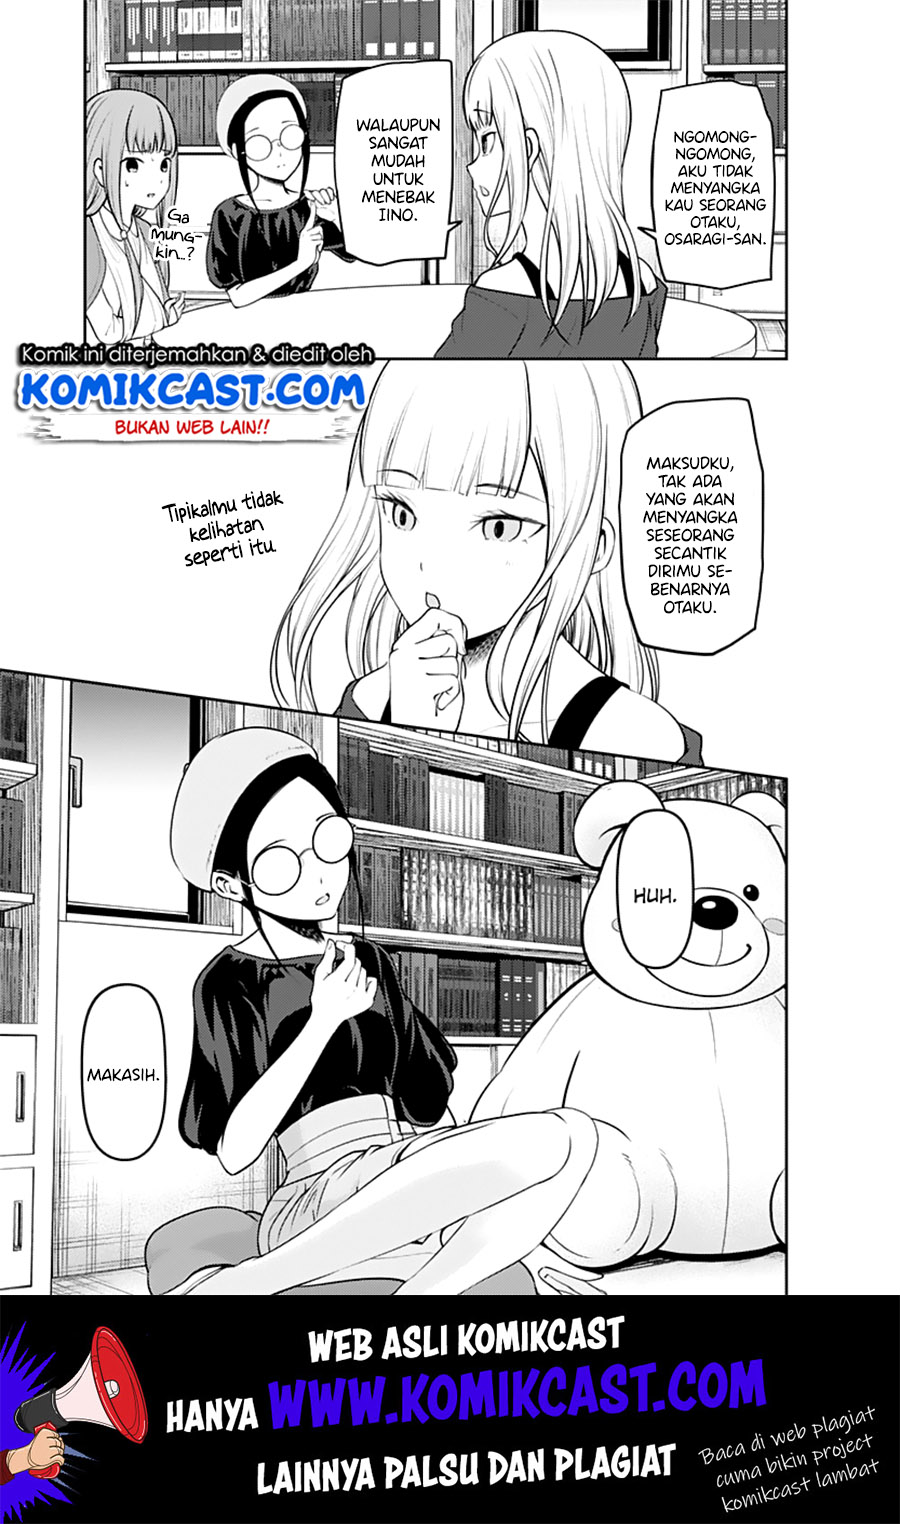 NGOMONG-
NGOMONG,
AKU TIDAK
MENYANGKA
KAU SEORANG
OTAKU,
OSARAGI-SAN.
WALAUPUN
SANGAT
MUDAH
UNTUK
MENEBAK
IINO.
Ga
mung-
kin...?
Komik ini diterjemahkan & diedit oleh
KOMIKCAST.COM
BUKAN WEB LAIN!!
MAKSUDKU,
TAK ADA
YANG AKAN
MENYANGKA
SESEORANG
SECANTIK
DIRIMU SE-
BENARNYA
OTAKU.
Tipikalmu tidak
kelihatan
seperti itu
HUH.
MAKASIH.
WEB ASLI KOMIKCAST
HANYA WWW.KOMIKCAST.COM
LAINNYA PALSU DAN PLAGIAT
Baca di web plagiat
cuma bikin project
komikcast lambat